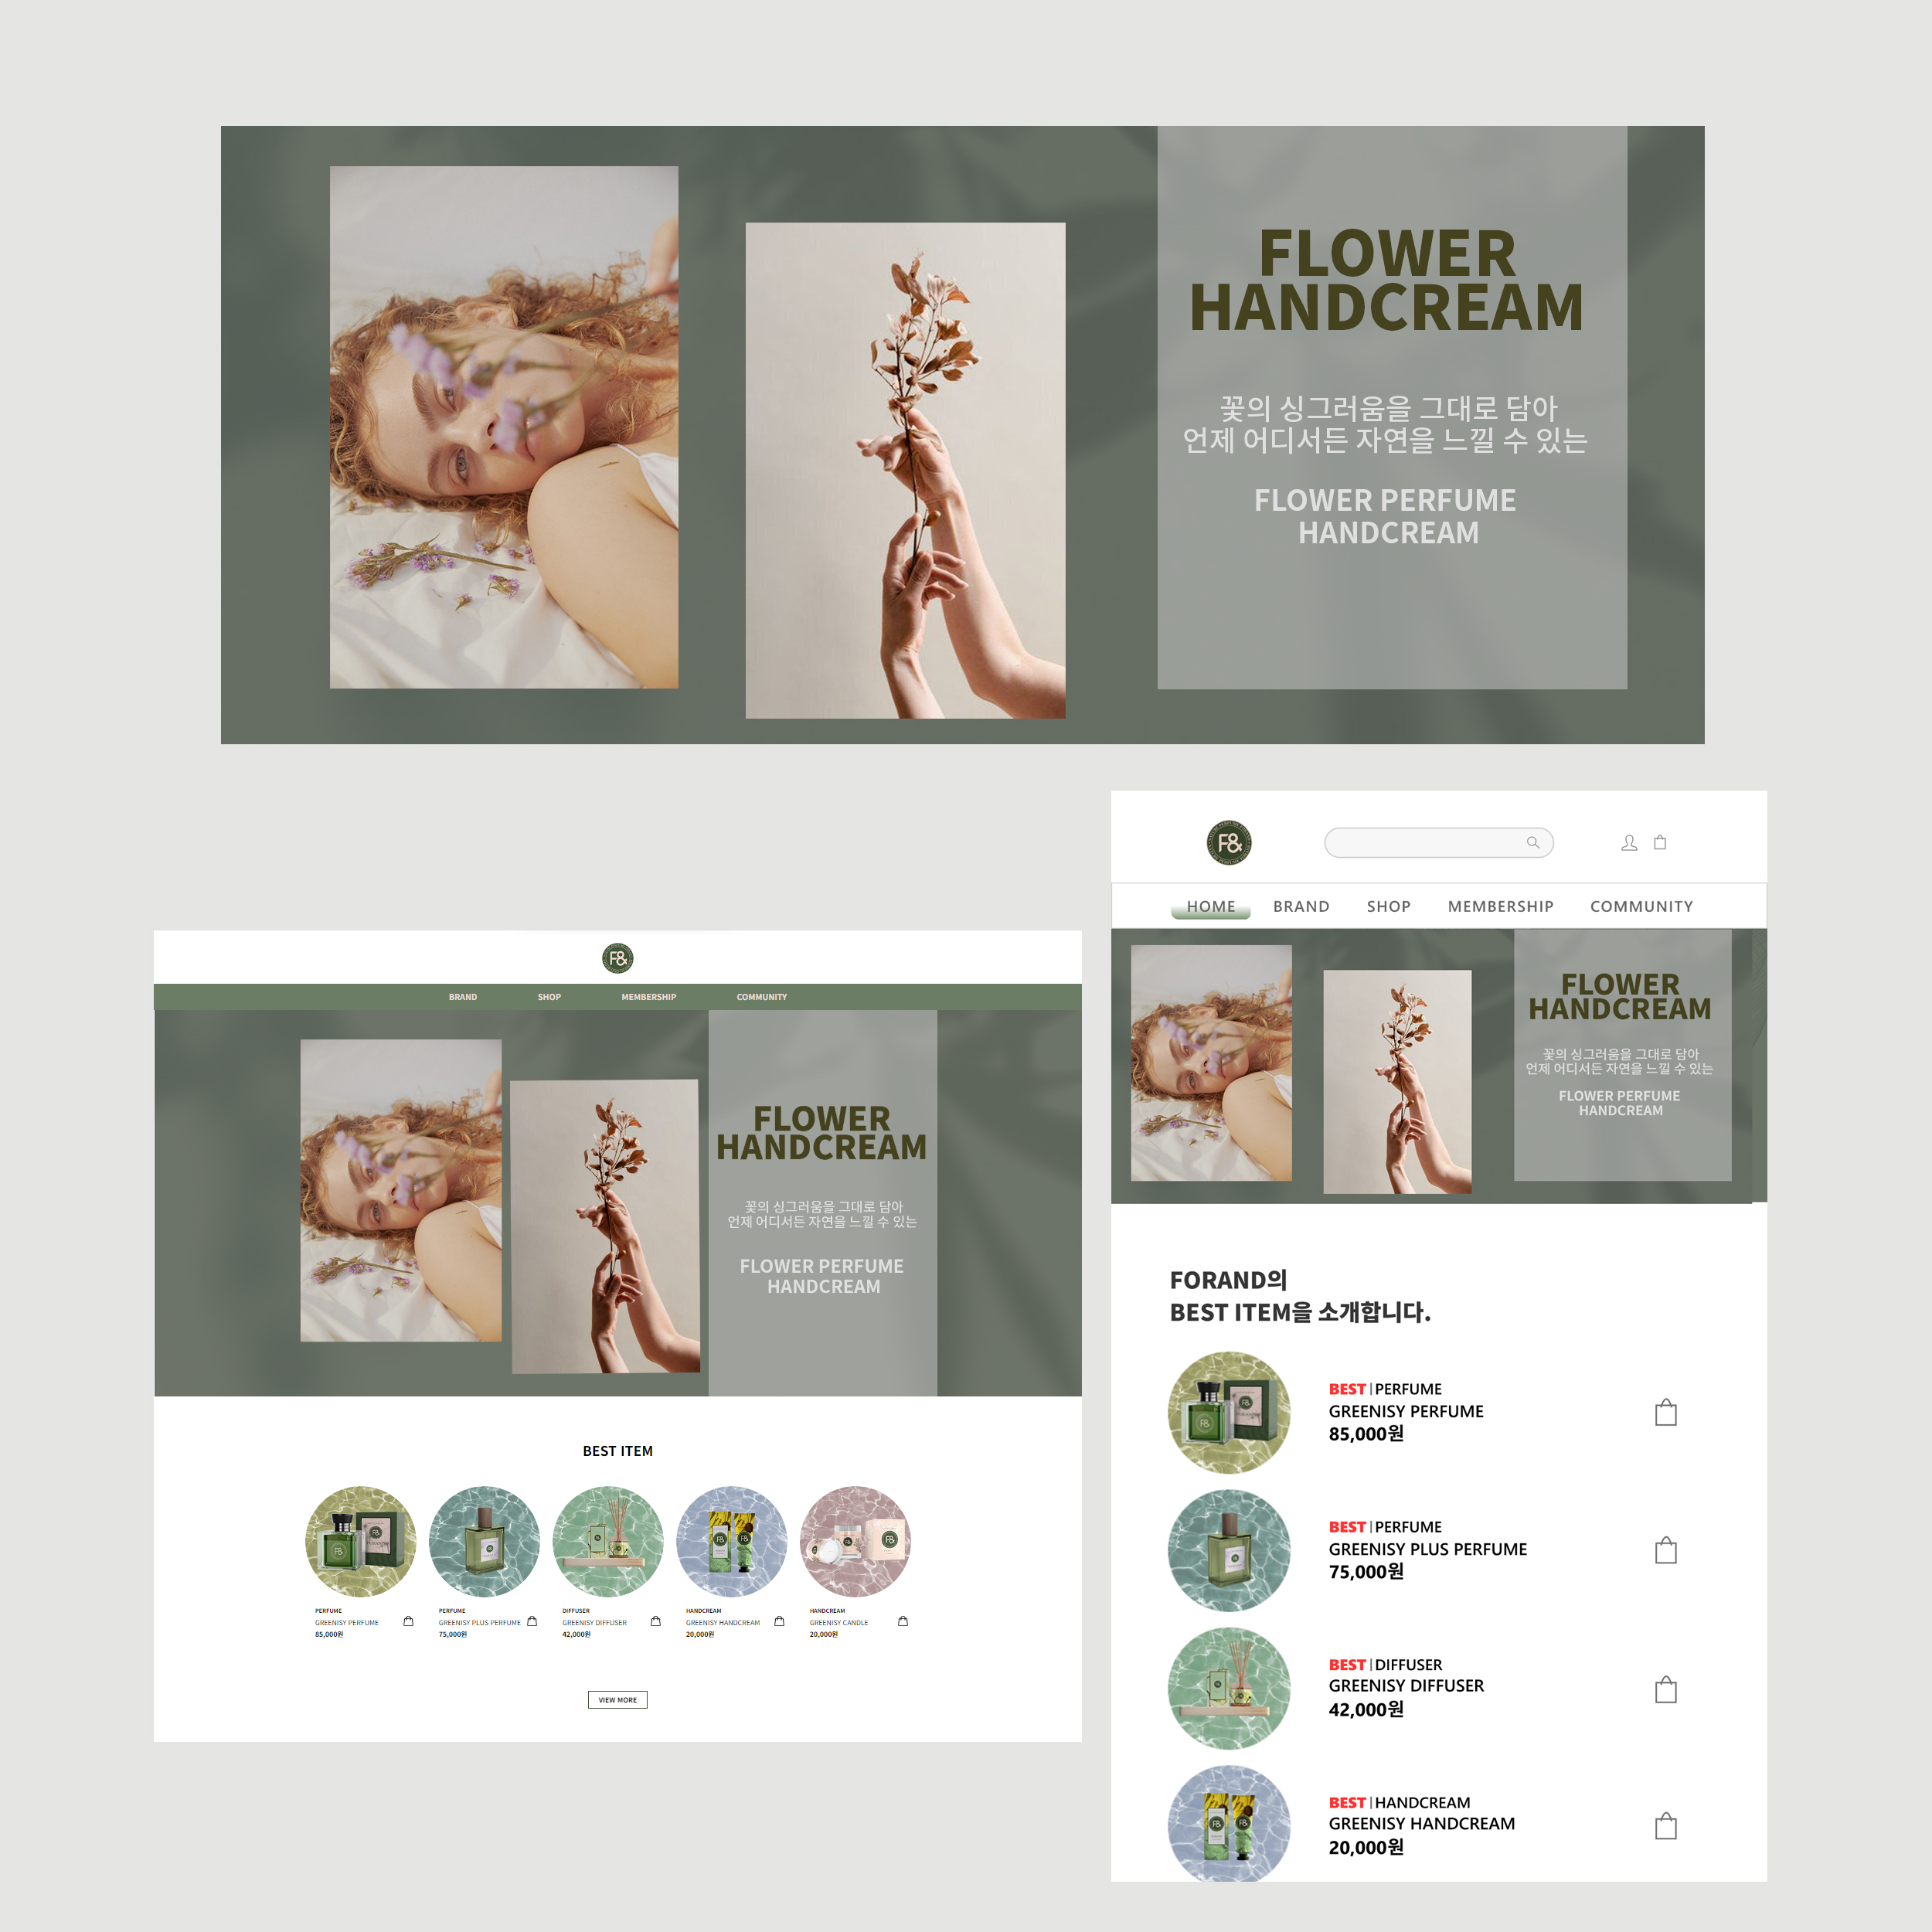 FLOWER
HANDCREAM
꽃의 싱그러움을 그대로 담아
언제 어디서든 자연을 느낄 수 있는
FLOWER PERFUME
HANDCREAM
F&
BRAND SHOP MEMBERSHIP COMMUNITY
FLOWER
HANDCREAM
꽃의 싱그러움을 그대로 담아
언제 어디서든 자연을 느낄 수 있는
FLOWER PERFUME
HANDCREAM
BEST ITEM
PERFUME
GREENISY PERFUME
85,000원
PERFUME
GREENISY PLUS PERFUME
75,000원
DIFFUSER
GREENISY DIFFUSER
42,000원
HANDCREAM
GREENISY HANDCREAM
20,000원
HANDCREAM
GREENISY CANDLE
20,000원
VIEW MORE
F&
HOME BRAND SHOP MEMBERSHIP COMMUNITY
FLOWER
HANDCREAM
꽃의 싱그러움을 그대로 담아
언제 어디서든 자연을 느낄 수 있는
FLOWER PERFUME
HANDCREAM
FORAND의
BEST ITEM을 소개합니다.
BEST | PERFUME
GREENISY PERFUME
85,000원
BEST | PERFUME
GREENISY PLUS PERFUME
75,000원
BEST | DIFFUSER
GREENISY DIFFUSER
42,000원
BEST | HANDCREAM
GREENISY HANDCREAM
20,000원